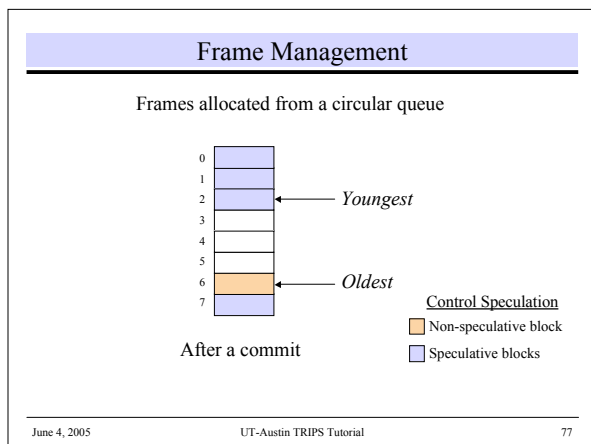 Frame Management
Frames allocated from a circular queue
0
1
2
3
4
5
6
7
Youngest
Oldest
Control Speculation
Non-speculative block
Speculative blocks
After a commit
June 4, 2005
UT-Austin TRIPS Tutorial
77